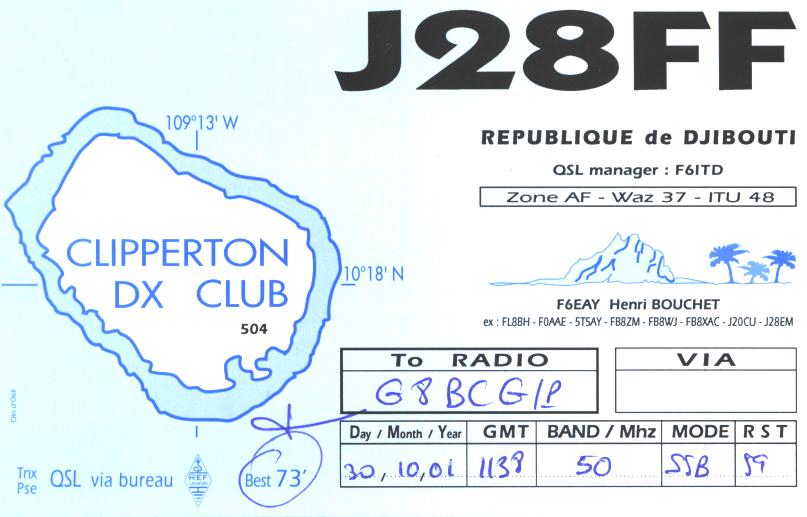 J28FF
REPUBLIQUE de DJIBOUTI
QSL manager : F6ITD
Zone AF - Waz 37 - ITU 48
109°13' W
CLIPPERTON
DX CLUB
504
10°18' N
F6EAY Henri BOUCHET
ex : FL8BH - F0AAE - 5T5AY - FB8ZM - FB8WJ - FB8XAC - J20CU - J28EM
To RADIO
G8BCG/P
VIA
Day / Month / Year GMT BAND / Mhz MODE R S T
30, 10, 01 1138 50 SSB 59
Clin d'Oeil
Tnx
Pse
QSL via bureau
REF
UNION
Best 73'